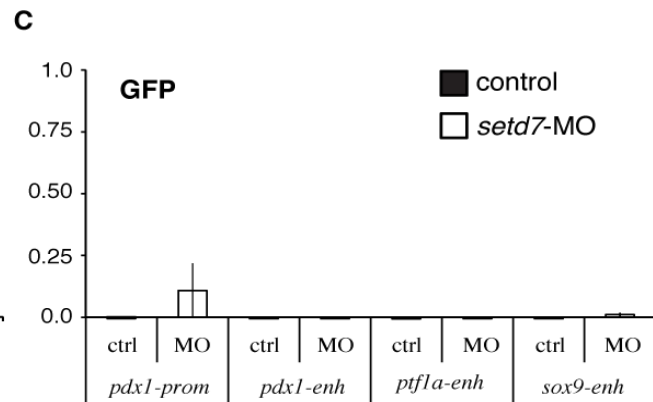 C
1.0
GFP
control
0.75
setd7-MO
0.50
0.25
0.0
ctrl MO ctrl MO ctrl MO ctrl MO
pdx1-prom pdx1-enh ptf1a-enh sox9-enh